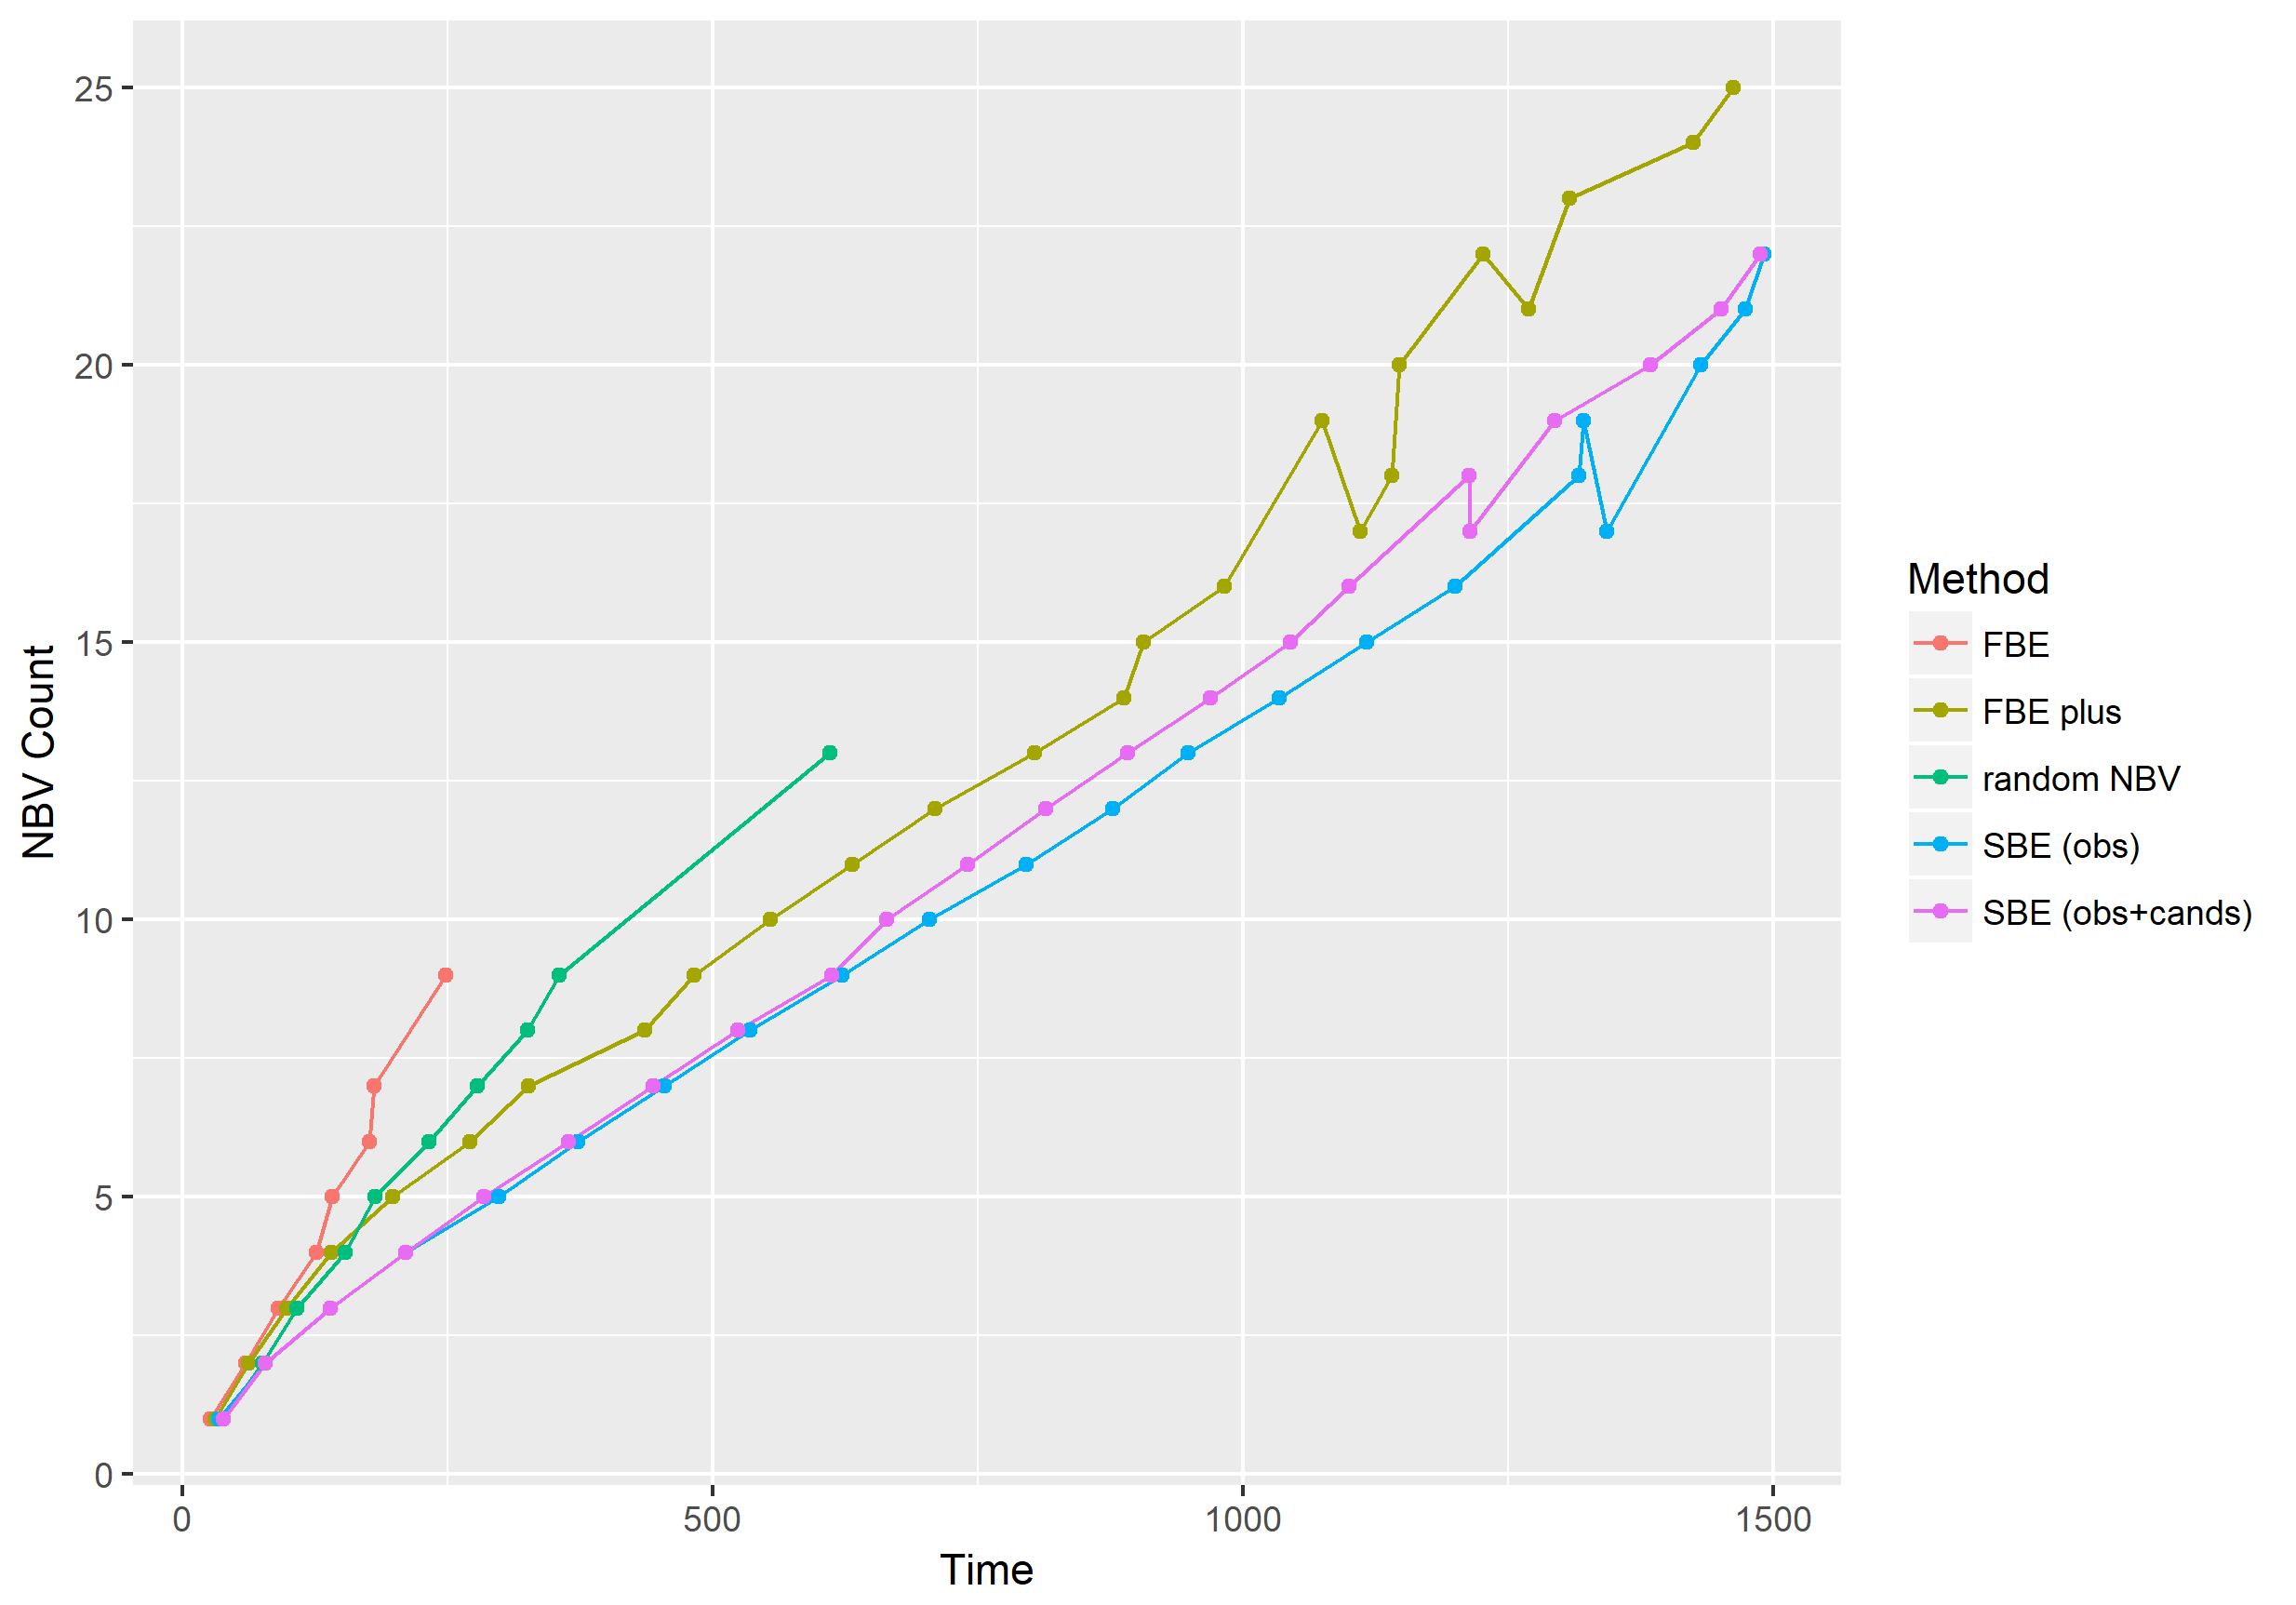 25
20
15
10
5
0
NBV Count
0 500 1000 1500
Time
Method
FBE
FBE plus
random NBV
SBE (obs)
SBE (obs+cands)